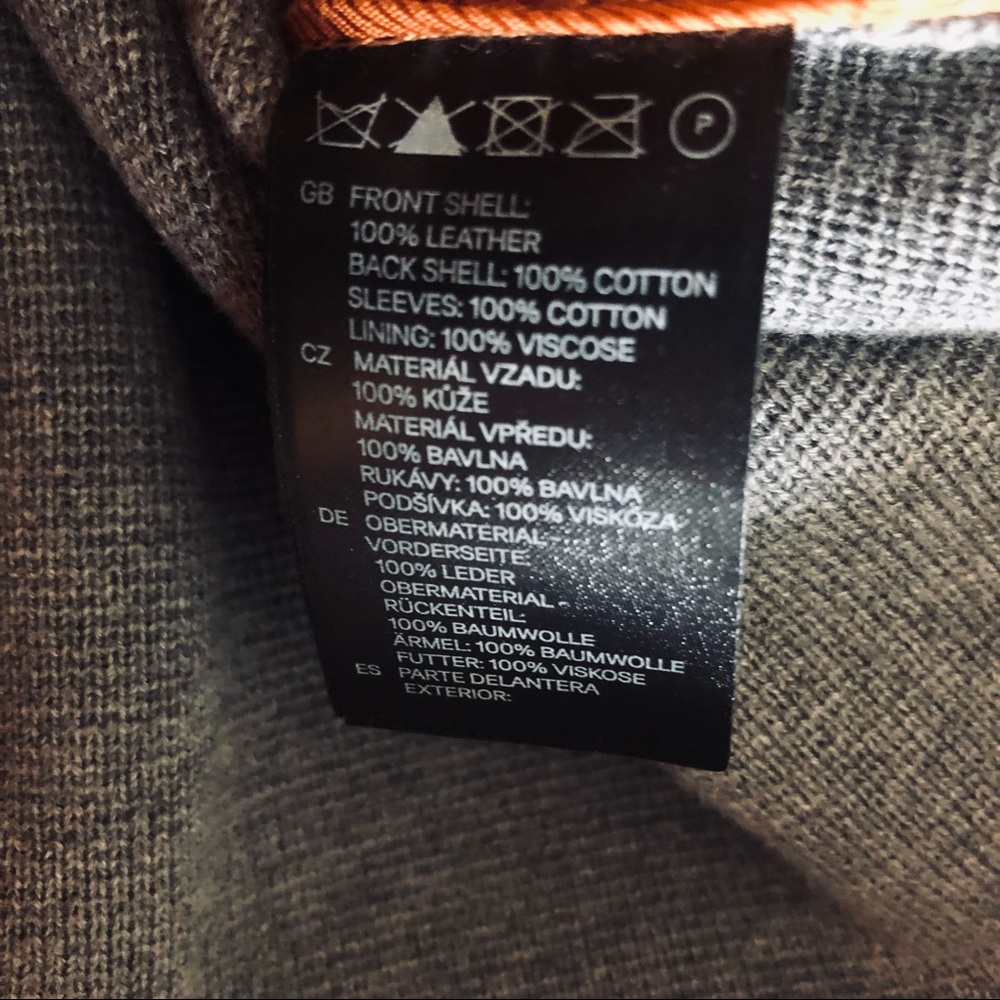 P
GB FRONT SHELL:
100% LEATHER
BACK SHELL: 100% COTTON
SLEEVES: 100% COTTON
LINING: 100% VISCOSE
CZ MATERIÁL VZADU:
100% KŮŽE
MATERIÁL VPŘEDU:
100% BAVLNA
RUKÁVY: 100% BAVLNA
PODŠÍVKA: 100% VISKÓZA
DE OBERMATERIAL -
VORDERSEITE:
100% LEDER
OBERMATERIAL -
RÜCKENTEIL:
100% BAUMWOLLE
ÄRMEL: 100% BAUMWOLLE
FUTTER: 100% VISKOSE
ES PARTE DELANTERA
EXTERIOR: